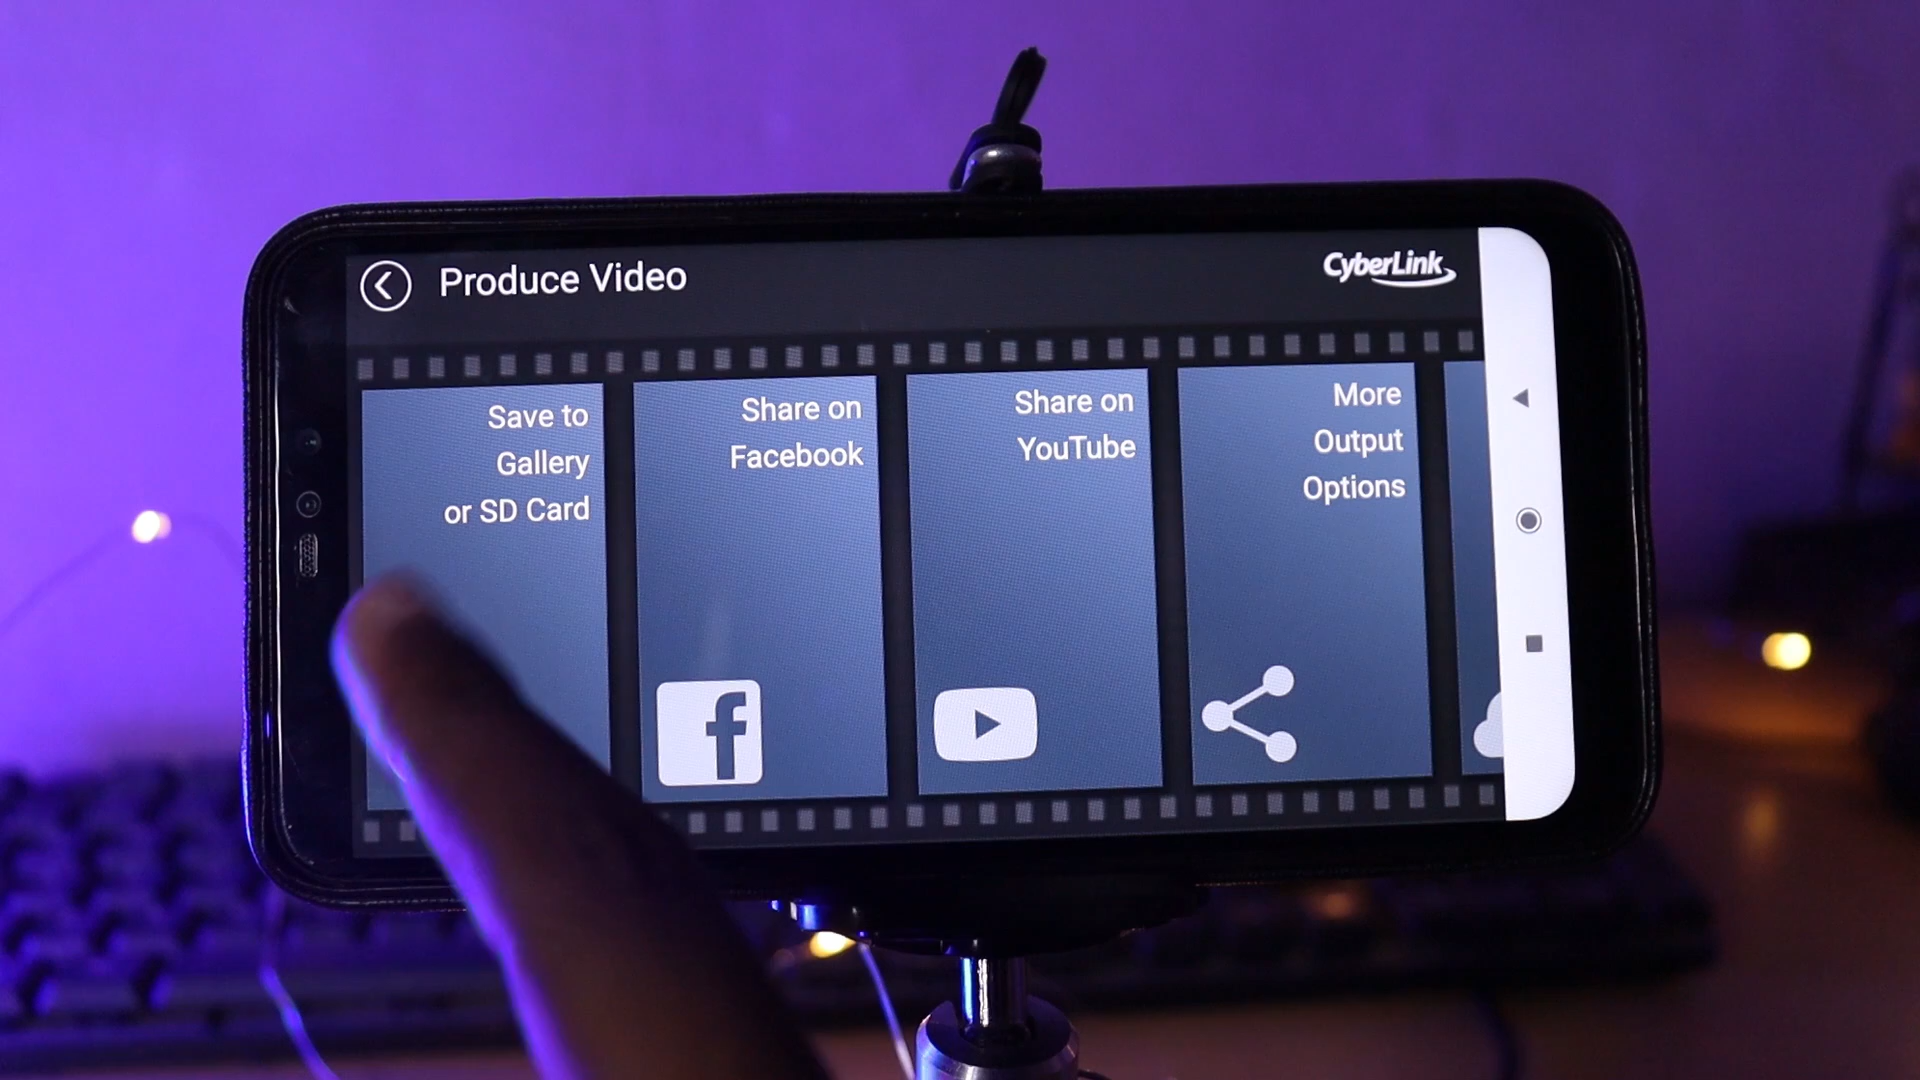 Produce Video
CyberLink
Save to
Gallery
or SD Card
Share on
Facebook
Share on
YouTube
More
Output
Options